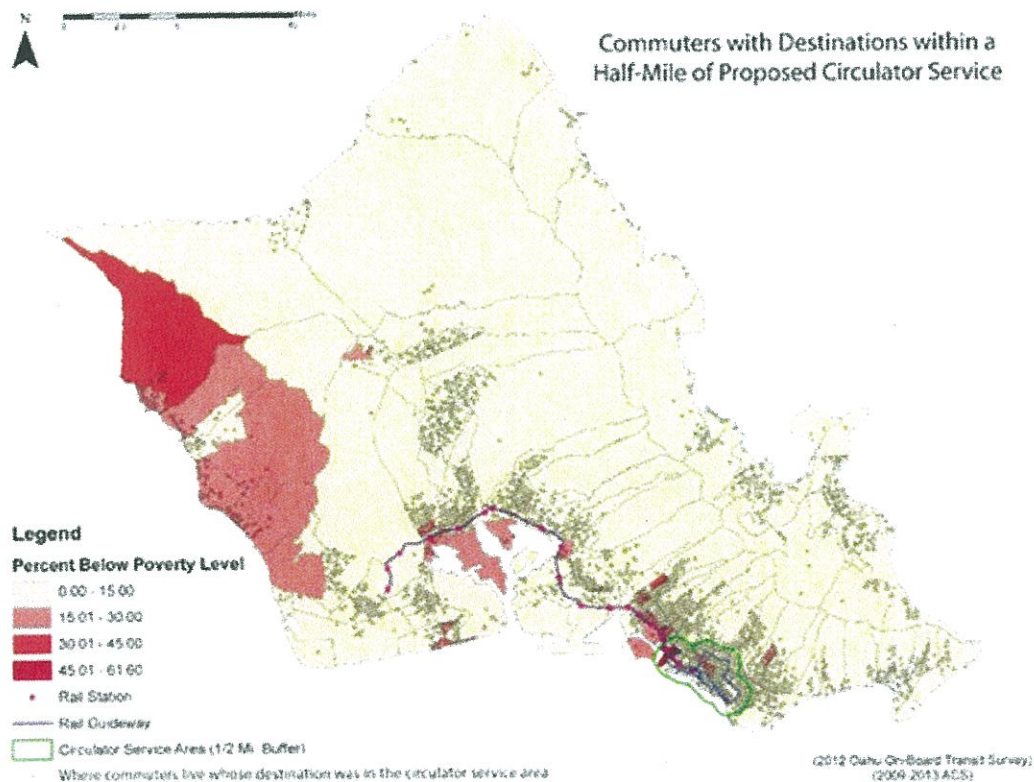 N
Commuters with Destinations within a
Half-Mile of Proposed Circulator Service
Legend
Percent Below Poverty Level
0.00 - 15.00
15.01 - 30.00
30.01 - 45.00
45.01 - 61.60
Rail Station
Rail Guideway
Circulator Service Area (1/2 Mi. Buffer)
Where commuters live whose destination was in the circulator service area
(2012 Oahu On-Board Transit Survey)
(2009-2013 ACS)